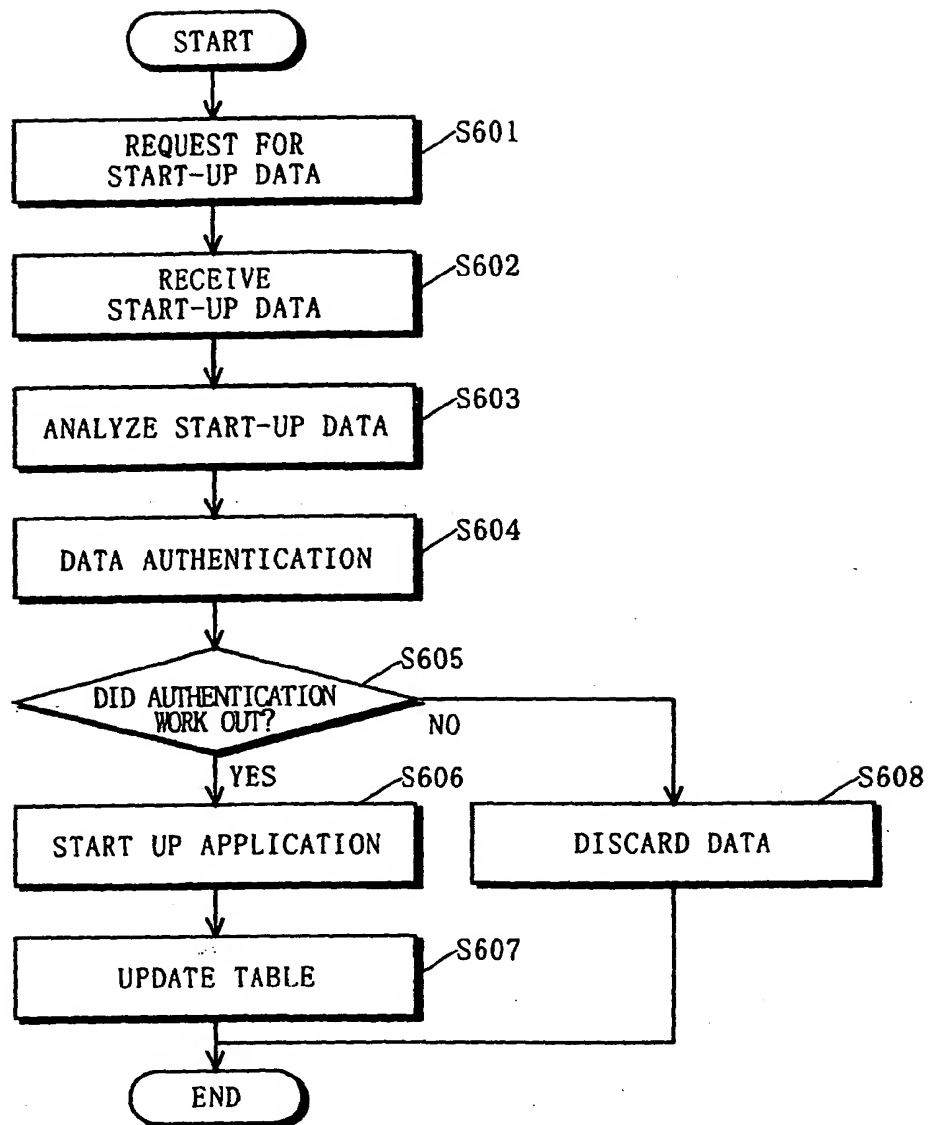 START
REQUEST FOR
START-UP DATA
S601
RECEIVE
START-UP DATA
S602
ANALYZE START-UP DATA
S603
DATA AUTHENTICATION
S604
DID AUTHENTICATION
WORK OUT?
S605
NO
YES
START UP APPLICATION
S606
DISCARD DATA
S608
UPDATE TABLE
S607
END